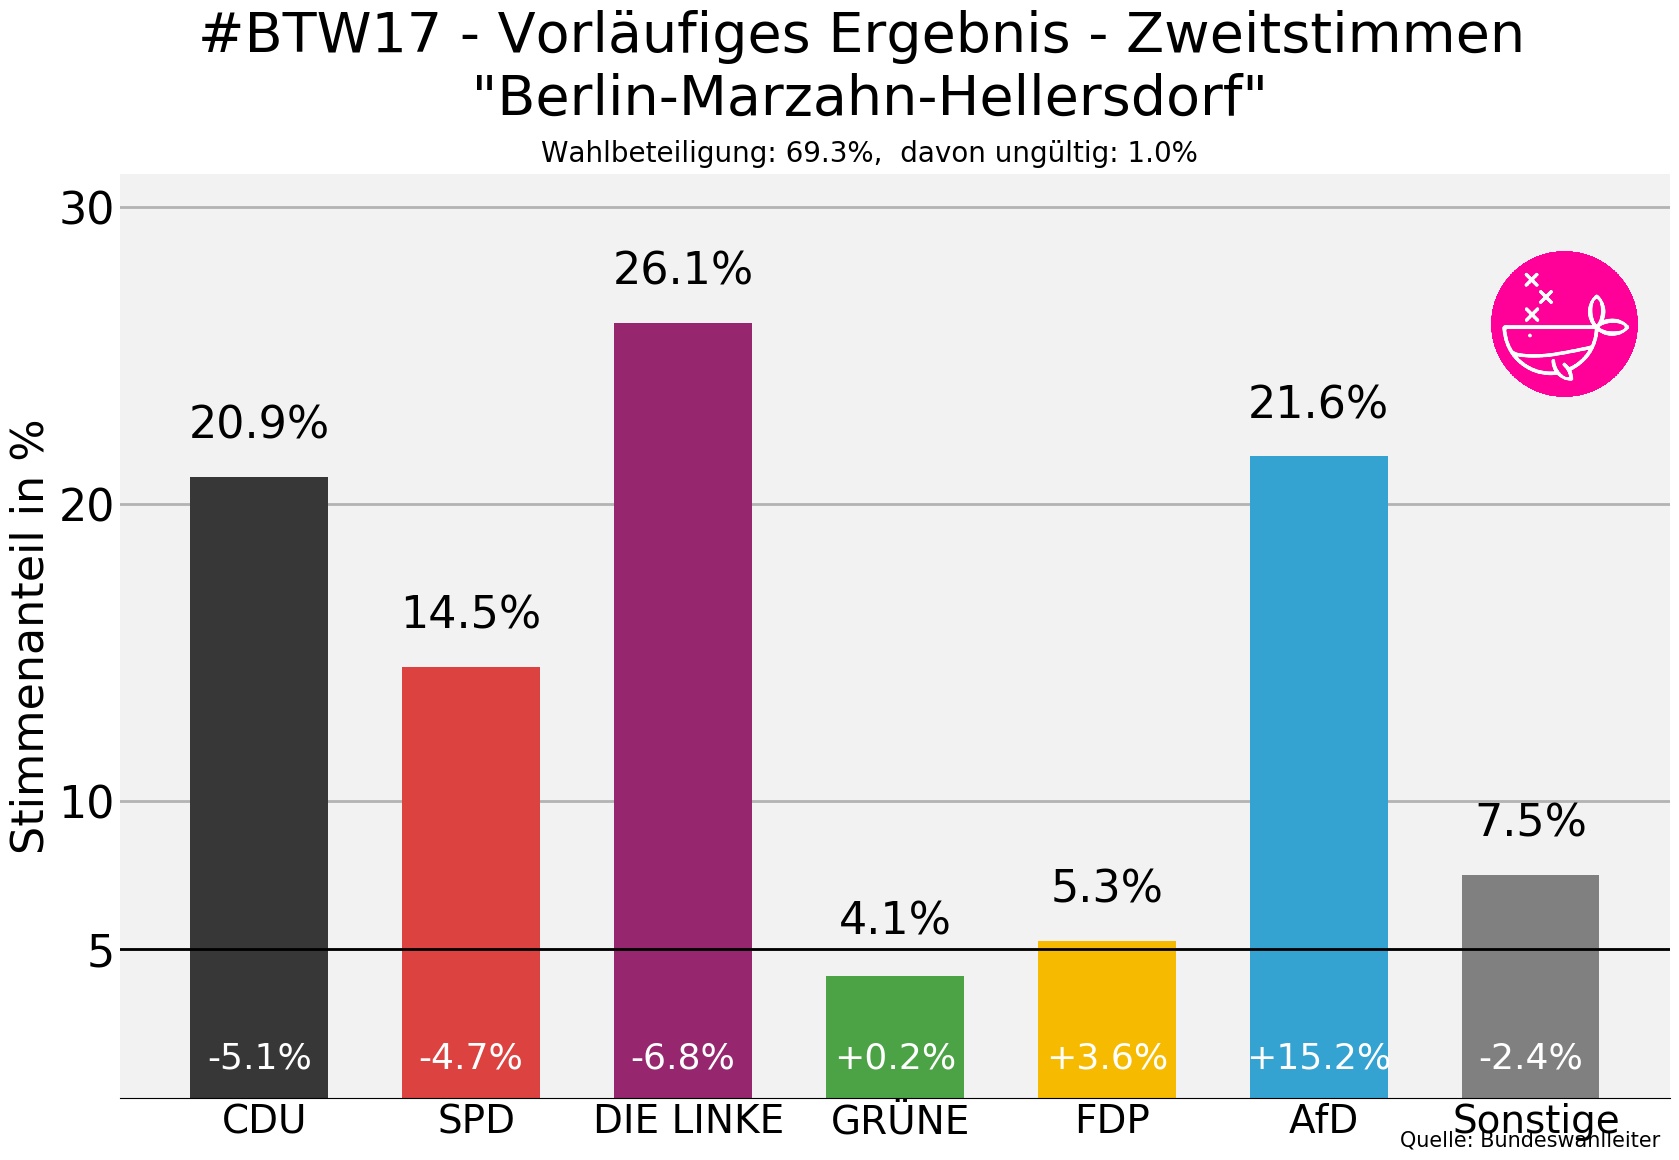 #BTW17 - Vorläufiges Ergebnis - Zweitstimmen
"Berlin-Marzahn-Hellersdorf"
Wahlbeteiligung: 69.3%,  davon ungültig: 1.0%
Stimmenanteil in %
30
20
10
5
20.9%
14.5%
26.1%
4.1%
5.3%
21.6%
7.5%
-5.1%
-4.7%
-6.8%
+0.2%
+3.6%
+15.2%
-2.4%
CDU
SPD
DIE LINKE
GRÜNE
FDP
AfD
Sonstige
Quelle: Bundeswahlleiter